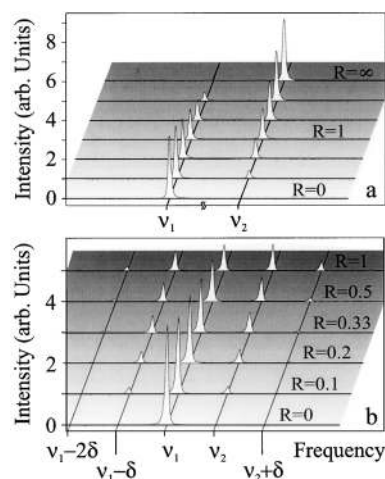 Intensity (arb. Units)
8
6
4
2
0
R=∞
R=1
R=0
a
ν₁
ν₂
Intensity (arb. Units)
4
2
0
R=1
R=0.5
R=0.33
R=0.2
R=0.1
R=0
b
ν₁−2δ
ν₁−δ
ν₁
ν₂
ν₂+δ
Frequency